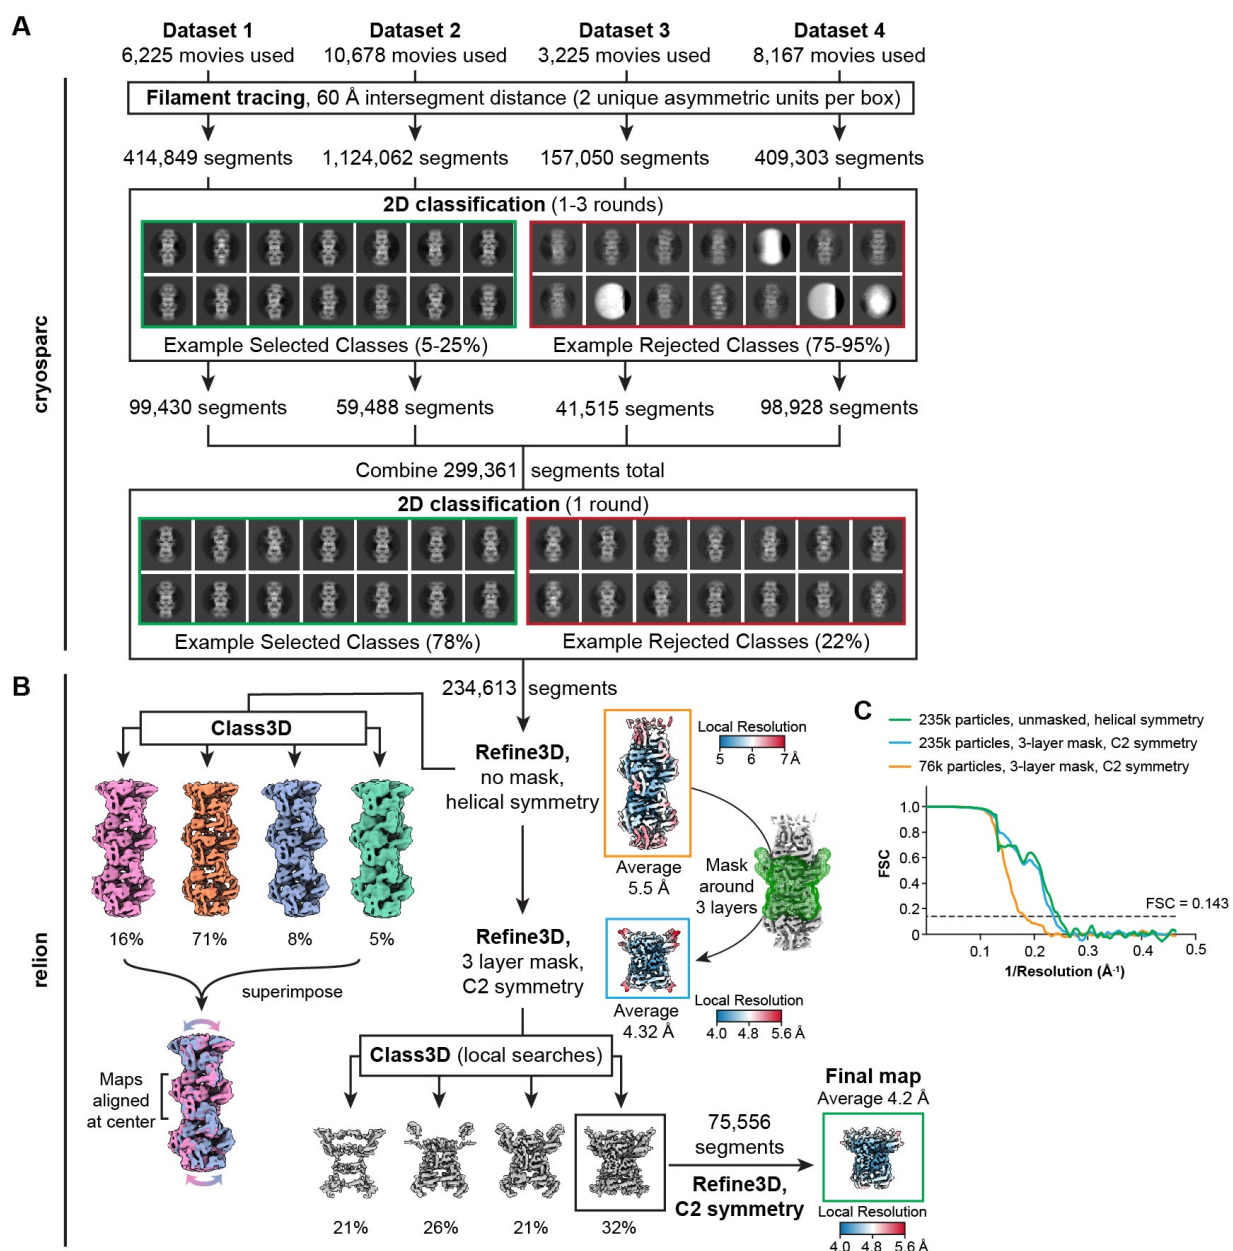 A
Dataset 1
6,225 movies used
Dataset 2
10,678 movies used
Dataset 3
3,225 movies used
Dataset 4
8,167 movies used
Filament tracing, 60 Å intersegment distance (2 unique asymmetric units per box)
414,849 segments
1,124,062 segments
157,050 segments
409,303 segments
2D classification (1-3 rounds)
Example Selected Classes (5-25%)
Example Rejected Classes (75-95%)
99,430 segments
59,488 segments
41,515 segments
98,928 segments
Combine 299,361 segments total
2D classification (1 round)
Example Selected Classes (78%)
Example Rejected Classes (22%)
cryosparc
B
234,613 segments
Class3D
16%
71%
8%
5%
superimpose
Maps
aligned
at center
Refine3D,
no mask,
helical symmetry
Local Resolution
5 6 7 Å
Average
5.5 Å
Mask
around
3 layers
Refine3D,
3 layer mask,
C2 symmetry
Average
4.32 Å
Local Resolution
4.0 4.8 5.6 Å
Class3D (local searches)
21%
26%
21%
32%
75,556
segments
Refine3D,
C2 symmetry
Final map
Average 4.2 Å
Local Resolution
4.0 4.8 5.6 Å
relion
C
235k particles, unmasked, helical symmetry
235k particles, 3-layer mask, C2 symmetry
76k particles, 3-layer mask, C2 symmetry
FSC
1.0
0.8
0.6
0.4
0.2
0
FSC = 0.143
0.1 0.2 0.3 0.4 0.5
1/Resolution (Å-1)